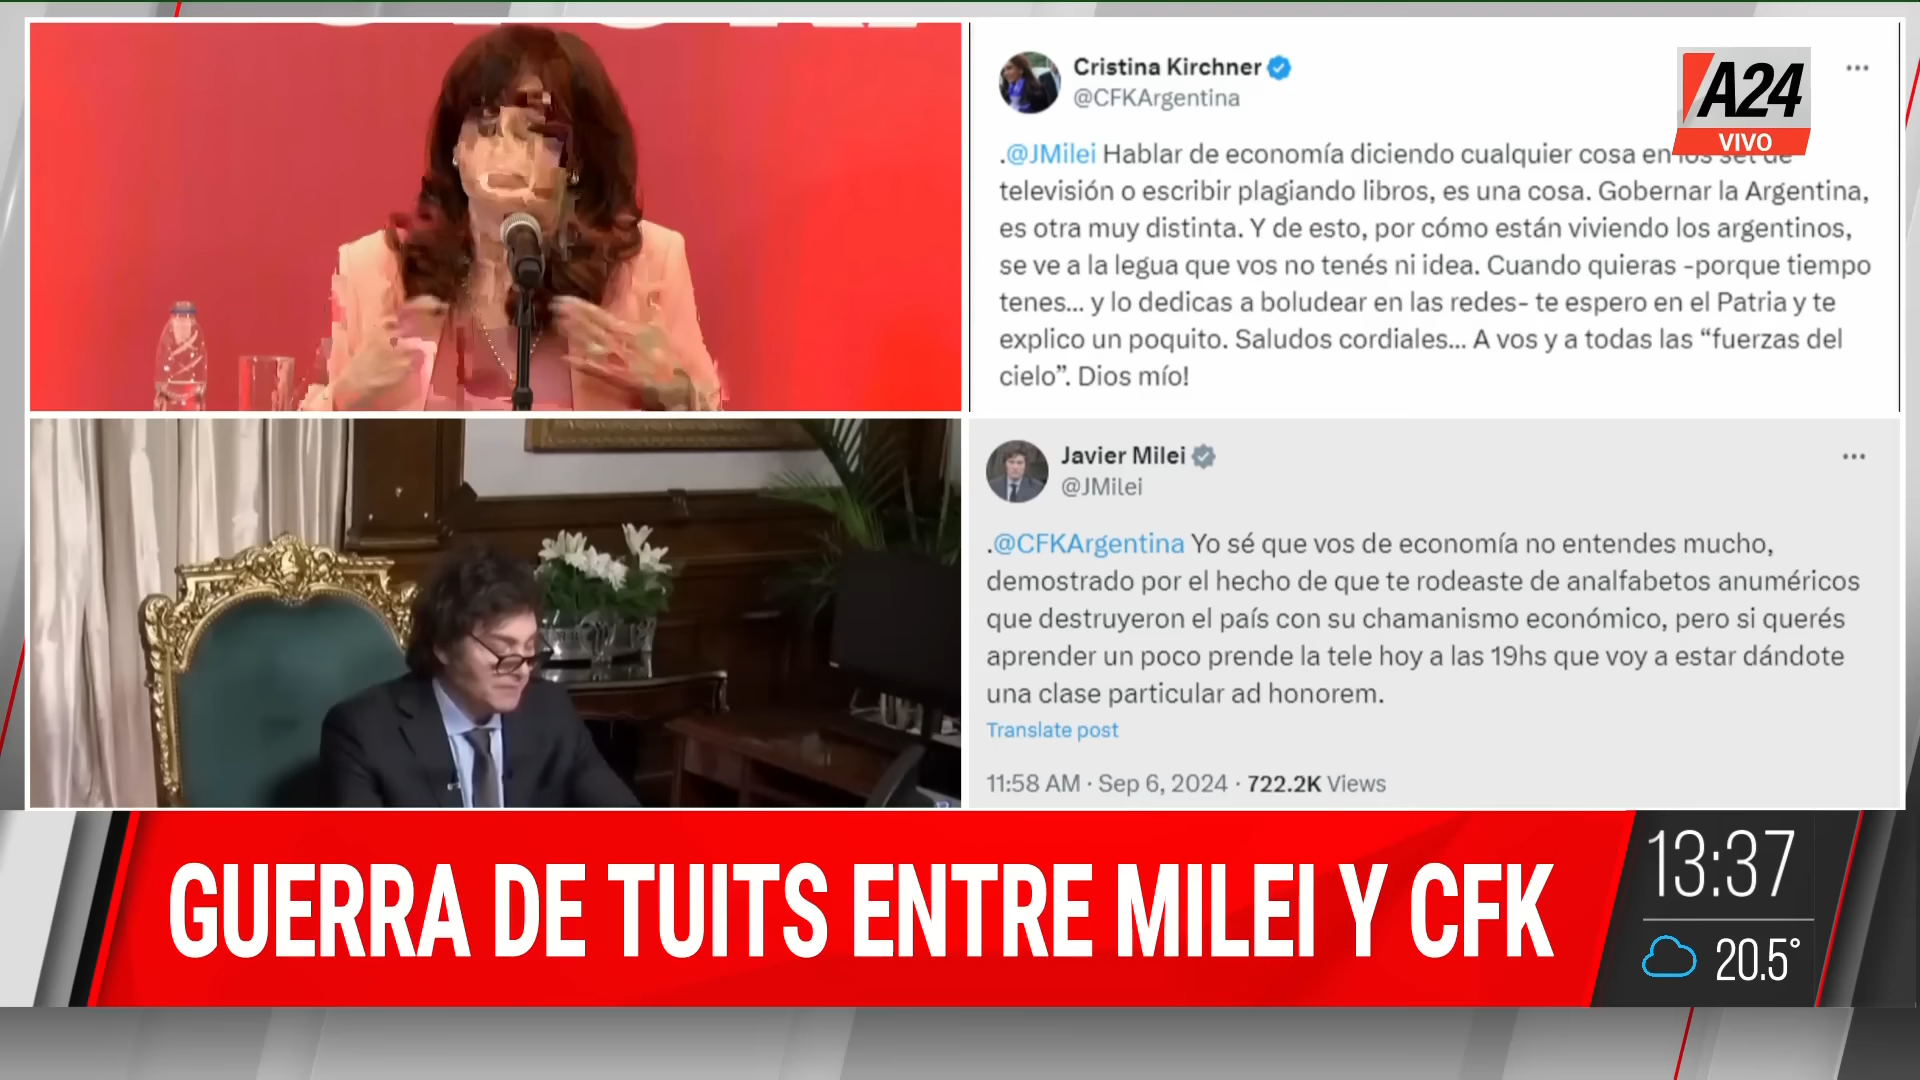 Cristina Kirchner
@CFKArgentina
A24
VIVO
.@JMilei Hablar de economía diciendo cualquier cosa en los set de
televisión o escribir plagiando libros, es una cosa. Gobernar la Argentina,
es otra muy distinta. Y de esto, por cómo están viviendo los argentinos,
se ve a la legua que vos no tenés ni idea. Cuando quieras -porque tiempo
tenes... y lo dedicas a boludear en las redes- te espero en el Patria y te
explico un poquito. Saludos cordiales... A vos y a todas las “fuerzas del
cielo”. Dios mío!
Javier Milei
@JMilei
.@CFKArgentina Yo sé que vos de economía no entendes mucho,
demostrado por el hecho de que te rodeaste de analfabetos anuméricos
que destruyeron el país con su chamanismo económico, pero si querés
aprender un poco prende la tele hoy a las 19hs que voy a estar dándote
una clase particular ad honorem.
Translate post
11:58 AM · Sep 6, 2024 · 722.2K Views
GUERRA DE TUITS ENTRE MILEI Y CFK
13:37
20.5°